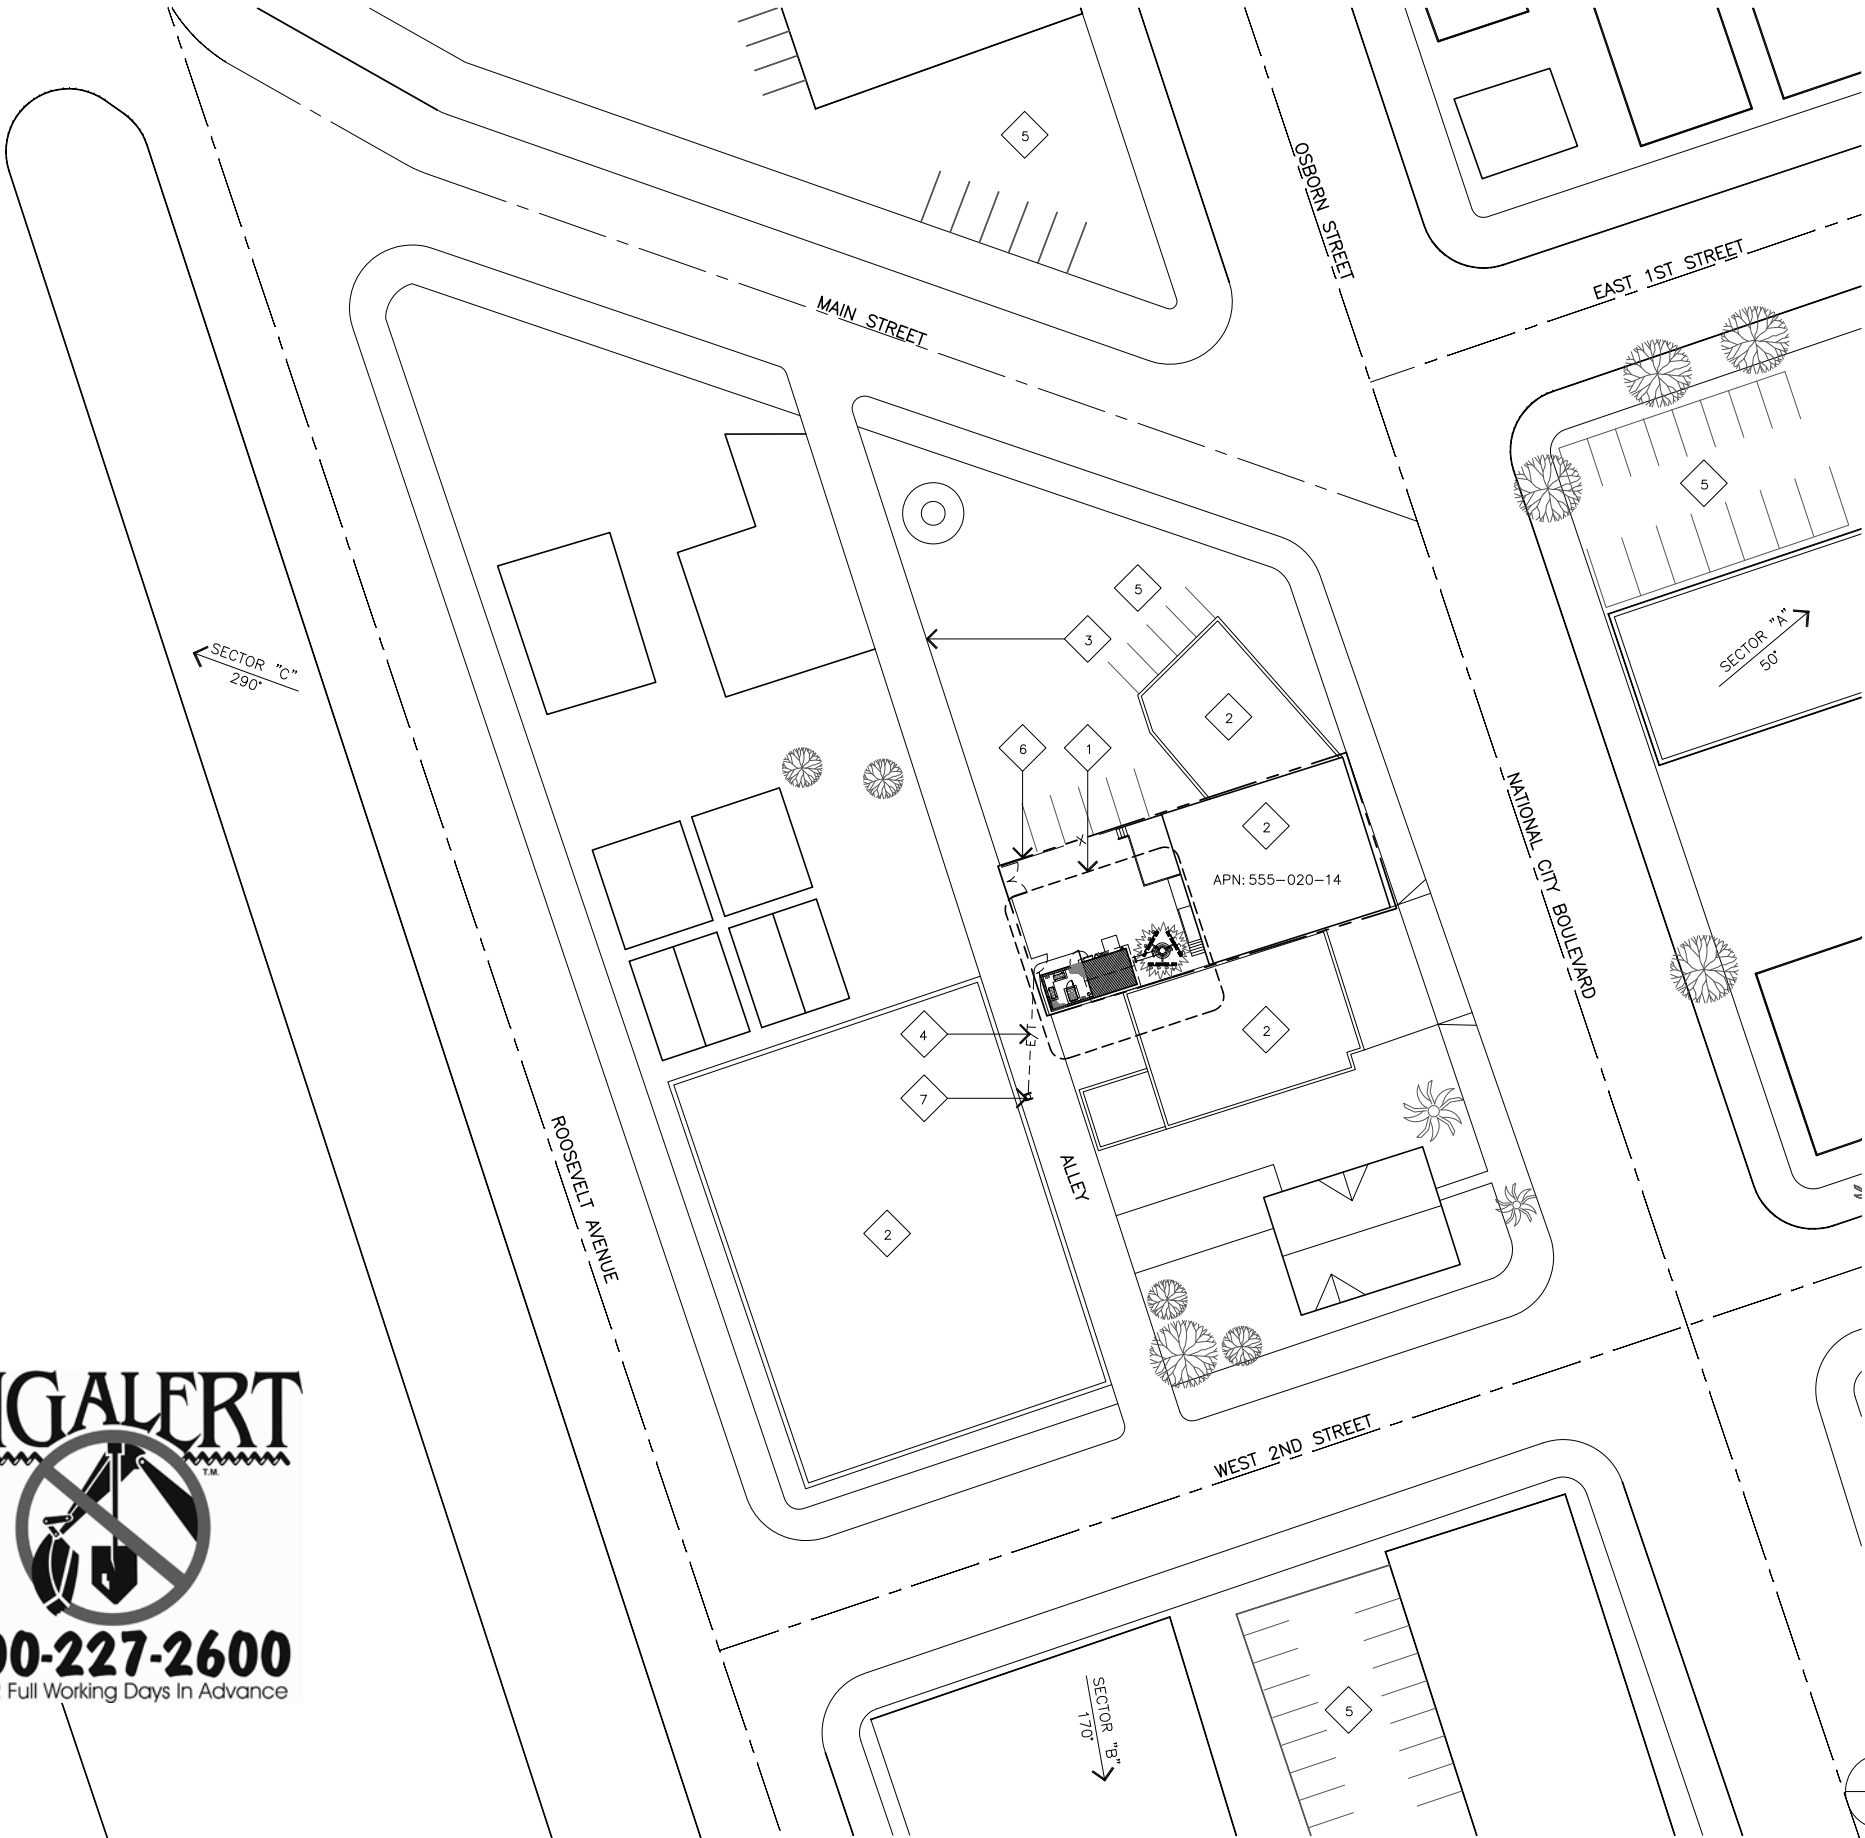 5
OSBORN STREET
EAST 1ST STREET
MAIN STREET
5
5
3
SECTOR "C"
290°
SECTOR "A"
50°
2
6
1
X
2
APN: 555-020-14
NATIONAL CITY BOULEVARD
4
E/T
2
7
ROOSEVELT AVENUE
ALLEY
2
IGALERT
T.M.
WEST 2ND STREET
00-227-2600
Full Working Days In Advance
SECTOR "B"
170°
5